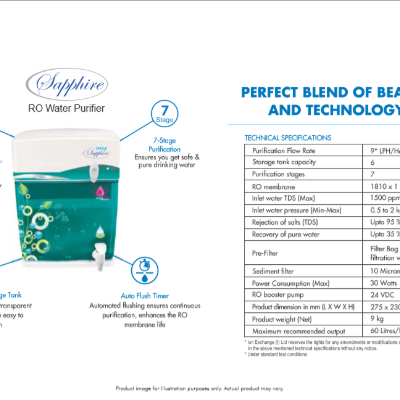 Sapphire
RO Water Purifier
7
Stage
7-Stage
Purification
Ensures you get safe &
pure drinking water
Sapphire
Tank
transparent
easy to
Auto Flush Timer
Automated flushing ensures continuous
purification, enhances the RO
membrane life
PERFECT BLEND OF BEA
AND TECHNOLOGY
TECHNICAL SPECIFICATIONS
Purification Flow Rate 9* LPH/H
Storage tank capacity 6
Purification stages 7
RO membrane 1810 x 1
Inlet water TDS (Max) 1500 ppm
Inlet water pressure (Min-Max) 0.5 to 2 k
Rejection of salts (TDS) Upto 95 %
Recovery of pure water Upto 35 %
Pre-Filter Filter Bag
filtration w
Sediment filter 10 Micron
Power Consumption (Max) 30 Watts
RO booster pump 24 VDC
Product dimension in mm (L X W X H) 275 x 230
Product weight (Net) 9 kg
Maximum recommended output 60 Litres/
* Ion Exchange (I) Ltd reserves the rights for any amendments or modifications
in the above mentioned technical specifications without any notice.
* Under standard test conditions
Product image for illustration purposes only. Actual product may vary.